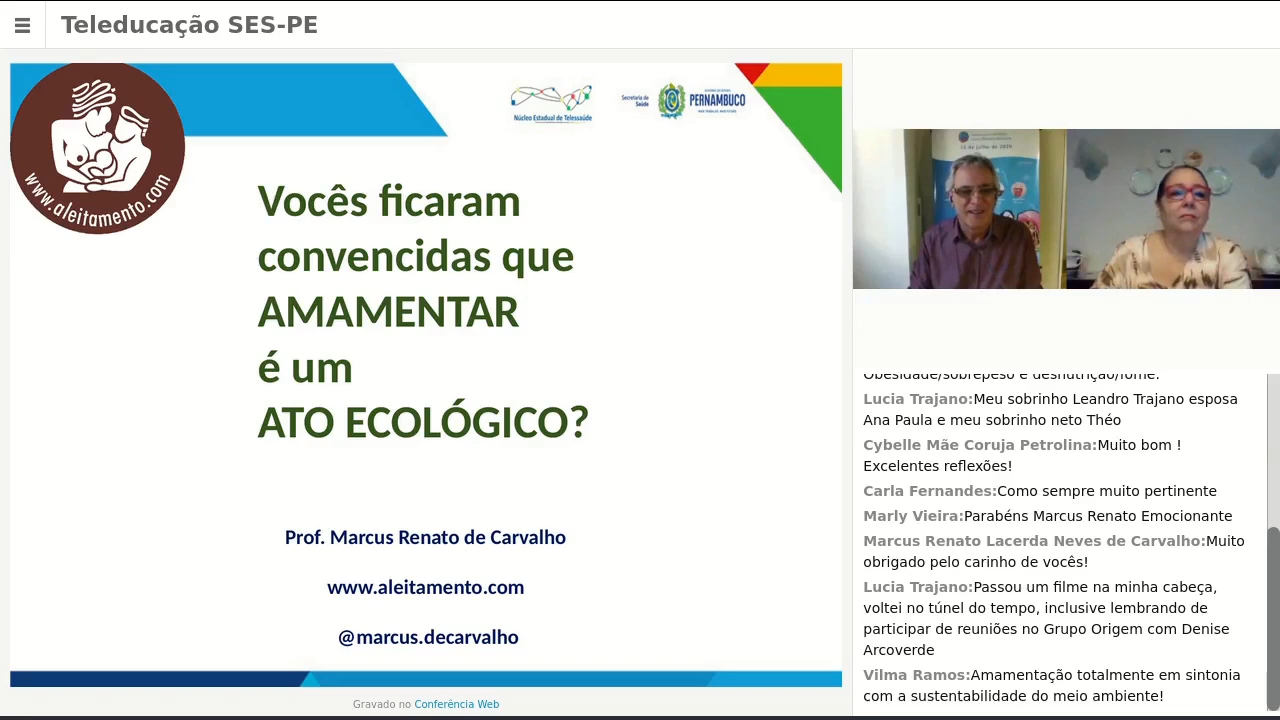 Teleducação SES-PE
www.aleitamento.com
Núcleo Estadual de Telessaúde
Secretaria de
Saúde
PERNAMBUCO
Vocês ficaram
convencidas que
AMAMENTAR
é um
ATO ECOLÓGICO?
Prof. Marcus Renato de Carvalho
www.aleitamento.com
@marcus.decarvalho
Gravado no Conferência Web
Obesidade/sobrepeso e desnutrição/fome.
Lucia Trajano:Meu sobrinho Leandro Trajano esposa
Ana Paula e meu sobrinho neto Théo
Cybelle Mãe Coruja Petrolina:Muito bom !
Excelentes reflexões!
Carla Fernandes:Como sempre muito pertinente
Marly Vieira:Parabéns Marcus Renato Emocionante
Marcus Renato Lacerda Neves de Carvalho:Muito
obrigado pelo carinho de vocês!
Lucia Trajano:Passou um filme na minha cabeça,
voltei no túnel do tempo, inclusive lembrando de
participar de reuniões no Grupo Origem com Denise
Arcoverde
Vilma Ramos:Amamentação totalmente em sintonia
com a sustentabilidade do meio ambiente!